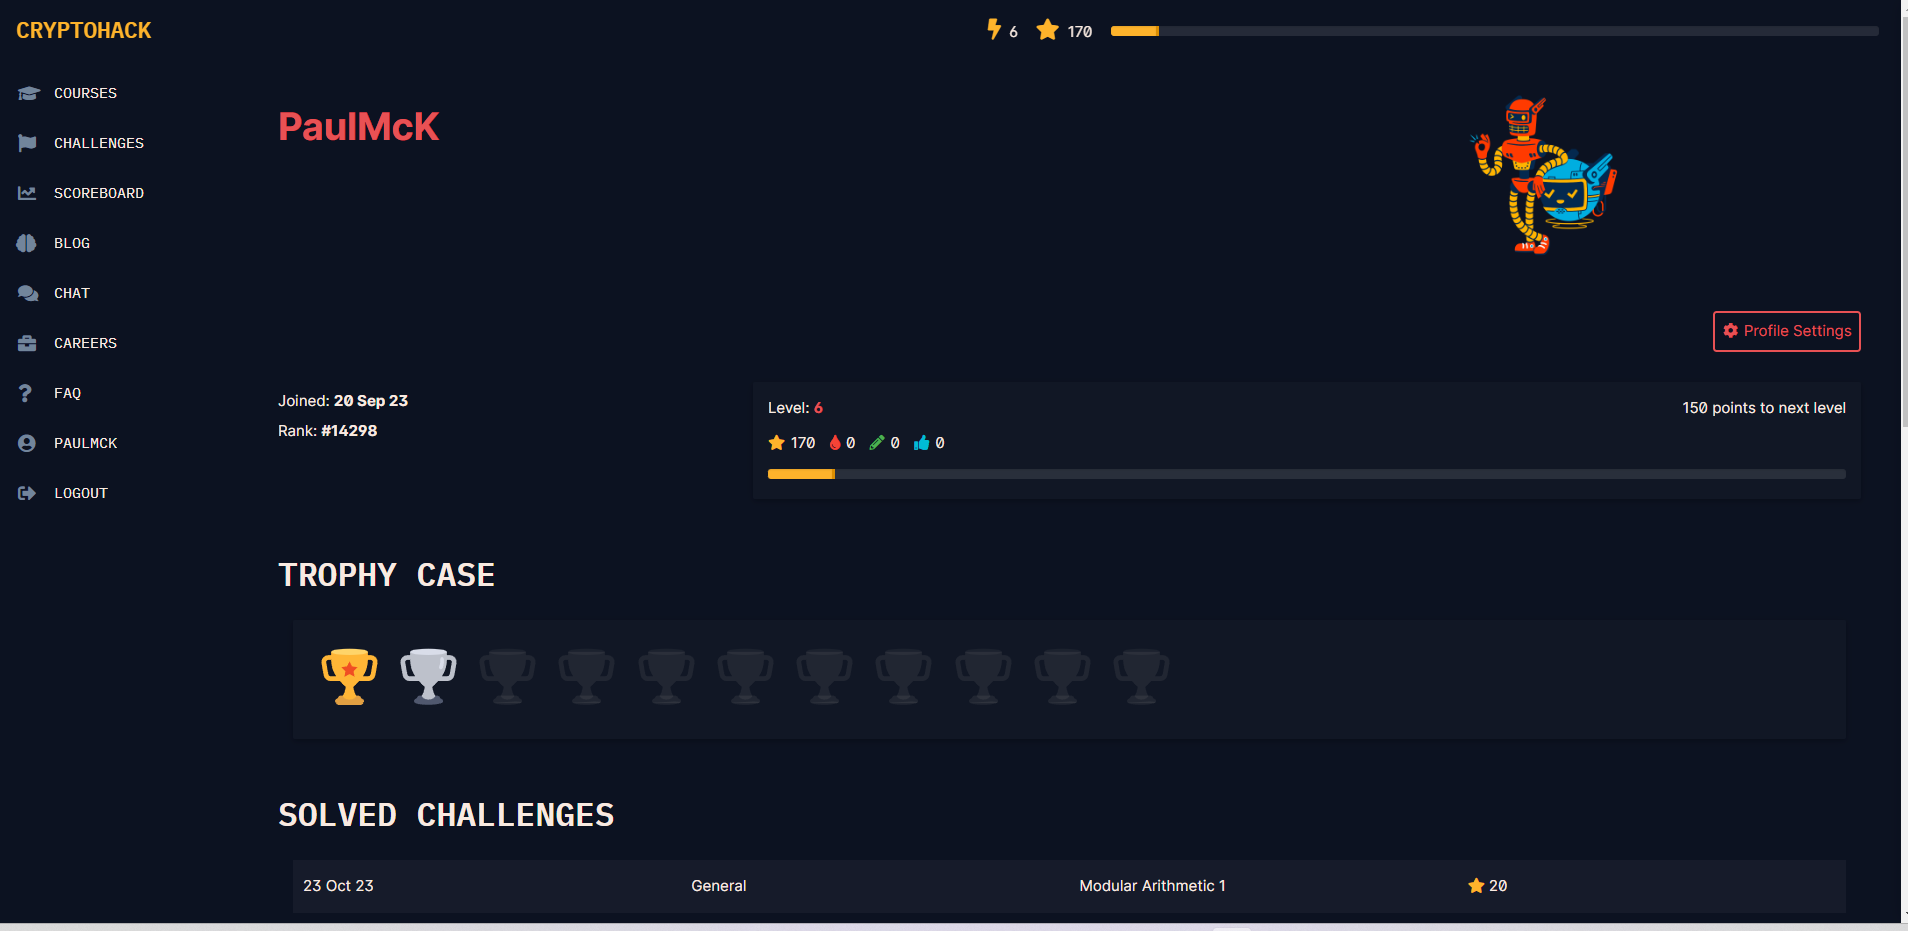 CRYPTOHACK
6 170
COURSES
CHALLENGES
SCOREBOARD
BLOG
CHAT
CAREERS
FAQ
PAULMCK
LOGOUT
PaulMcK
Profile Settings
Joined: 20 Sep 23
Rank: #14298
Level: 6 150 points to next level
170 0 0 0
TROPHY CASE
SOLVED CHALLENGES
23 Oct 23 General Modular Arithmetic 1 20